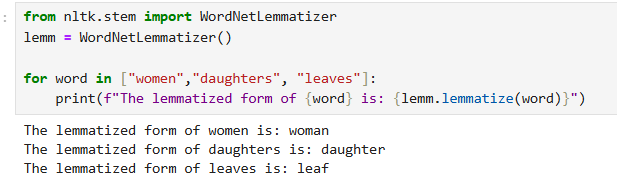 :
from nltk.stem import WordNetLemmatizer
lemm = WordNetLemmatizer()
for word in ["women","daughters", "leaves"]:
    print(f"The lemmatized form of {word} is: {lemm.lemmatize(word)}")
The lemmatized form of women is: woman
The lemmatized form of daughters is: daughter
The lemmatized form of leaves is: leaf